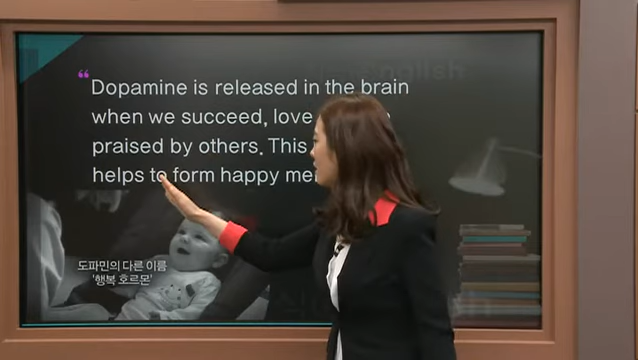 “Dopamine is released in the brain
when we succeed, love
praised by others. This
helps to form happy
도파민의 다른 이름
'행복 호르몬'
English